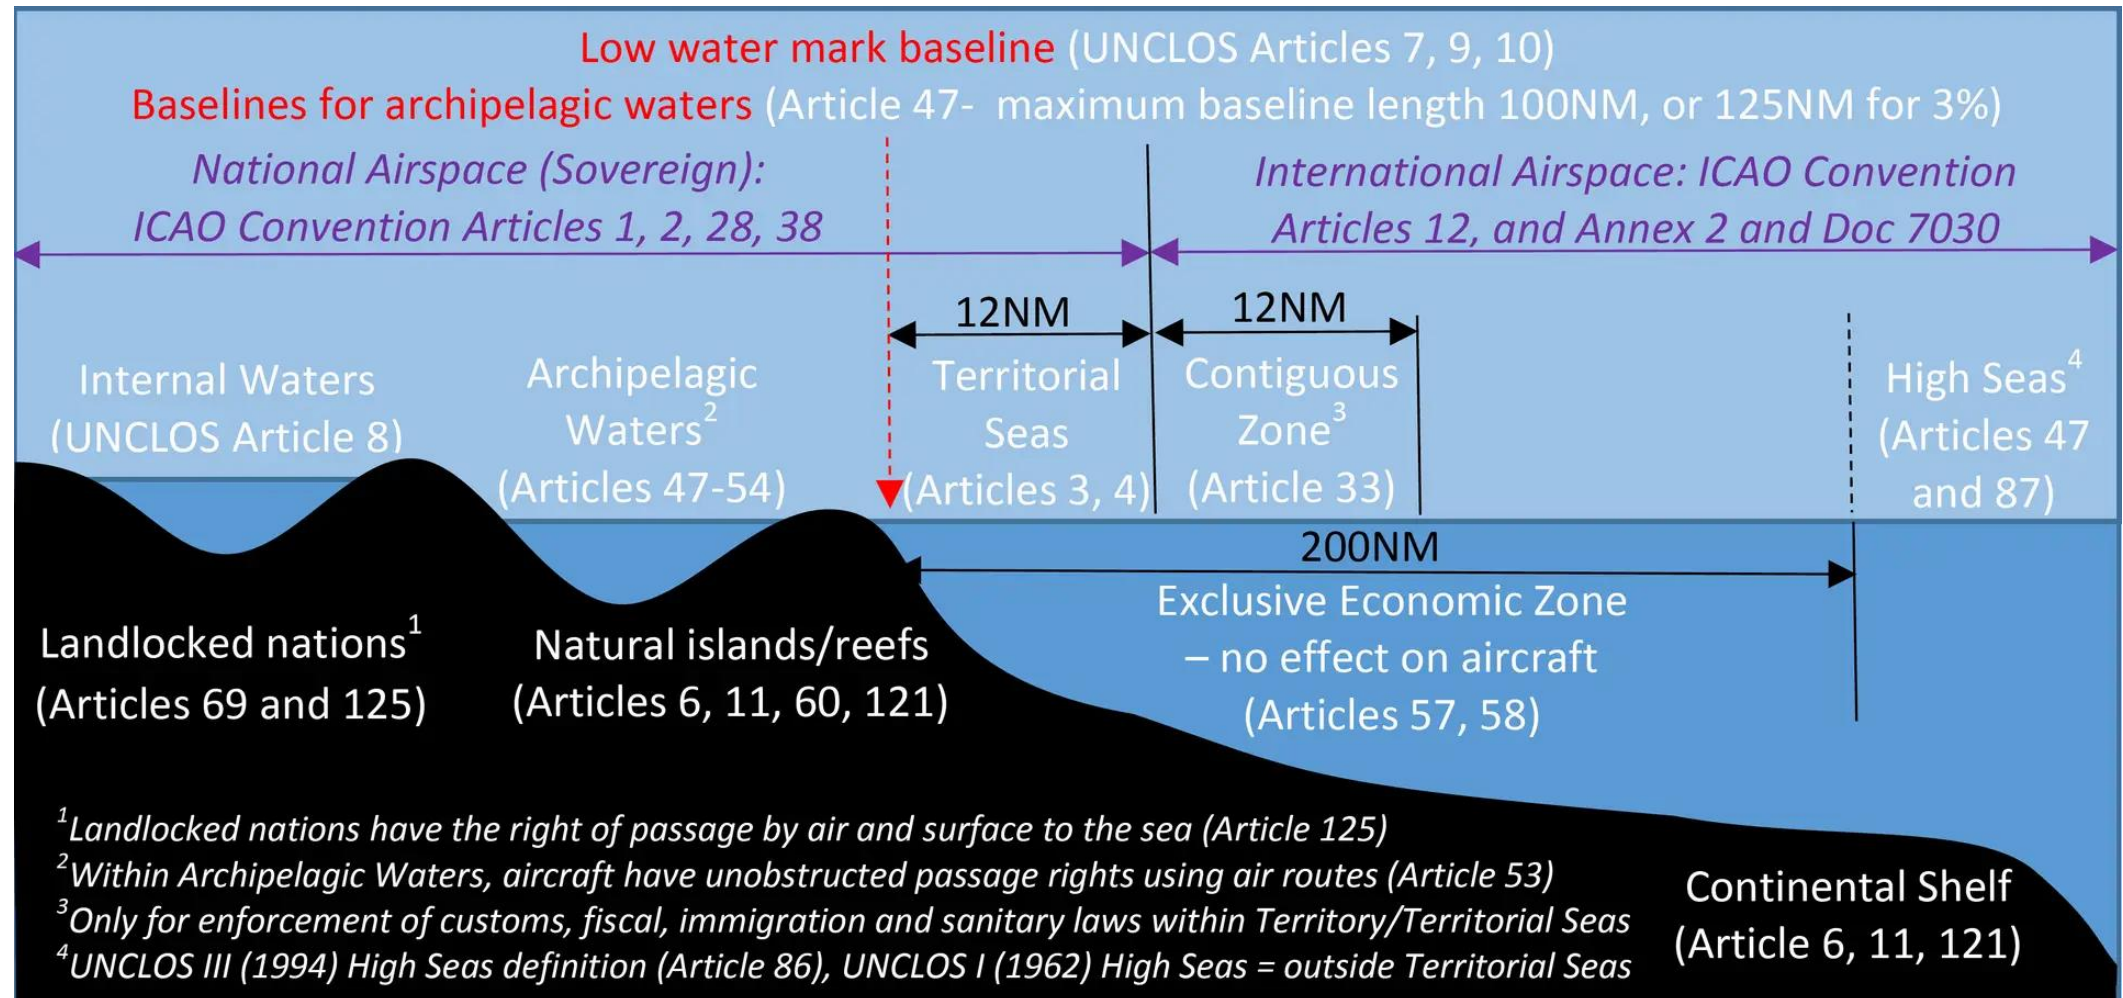 Low water mark baseline (UNCLOS Articles 7, 9, 10)
Baselines for archipelagic waters (Article 47- maximum baseline length 100NM, or 125NM for 3%)
National Airspace (Sovereign):
ICAO Convention Articles 1, 2, 28, 38
International Airspace: ICAO Convention
Articles 12, and Annex 2 and Doc 7030
12NM
12NM
Internal Waters
(UNCLOS Article 8)
Archipelagic
Waters²
(Articles 47-54)
Territorial
Seas
(Articles 3, 4)
Contiguous
Zone³
(Article 33)
High Seas⁴
(Articles 47
and 87)
200NM
Exclusive Economic Zone
– no effect on aircraft
(Articles 57, 58)
Landlocked nations¹
(Articles 69 and 125)
Natural islands/reefs
(Articles 6, 11, 60, 121)
¹Landlocked nations have the right of passage by air and surface to the sea (Article 125)
²Within Archipelagic Waters, aircraft have unobstructed passage rights using air routes (Article 53)
³Only for enforcement of customs, fiscal, immigration and sanitary laws within Territory/Territorial Seas
⁴UNCLOS III (1994) High Seas definition (Article 86), UNCLOS I (1962) High Seas = outside Territorial Seas
Continental Shelf
(Article 6, 11, 121)